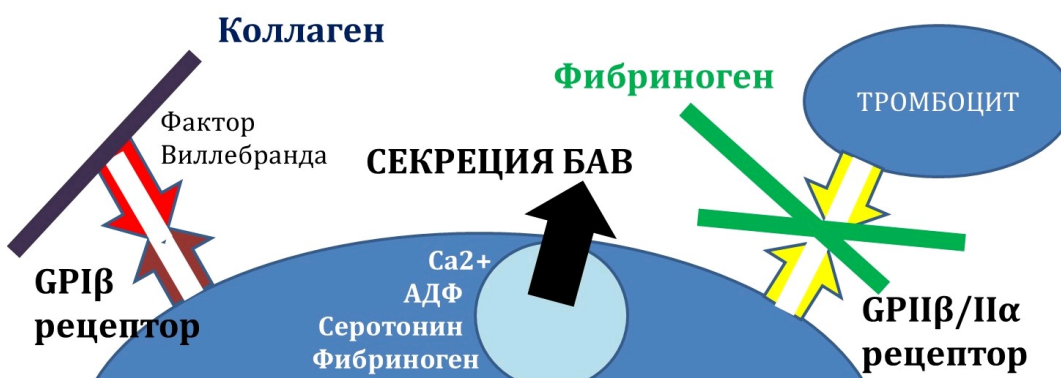 Коллаген
Фактор
Виллебранда
Фибриноген
ТРОМБОЦИТ
СЕКРЕЦИЯ БАВ
GPIβ
рецептор
Ca2+
АДФ
Серотонин
Фибриноген
GPIIβ/IIα
рецептор